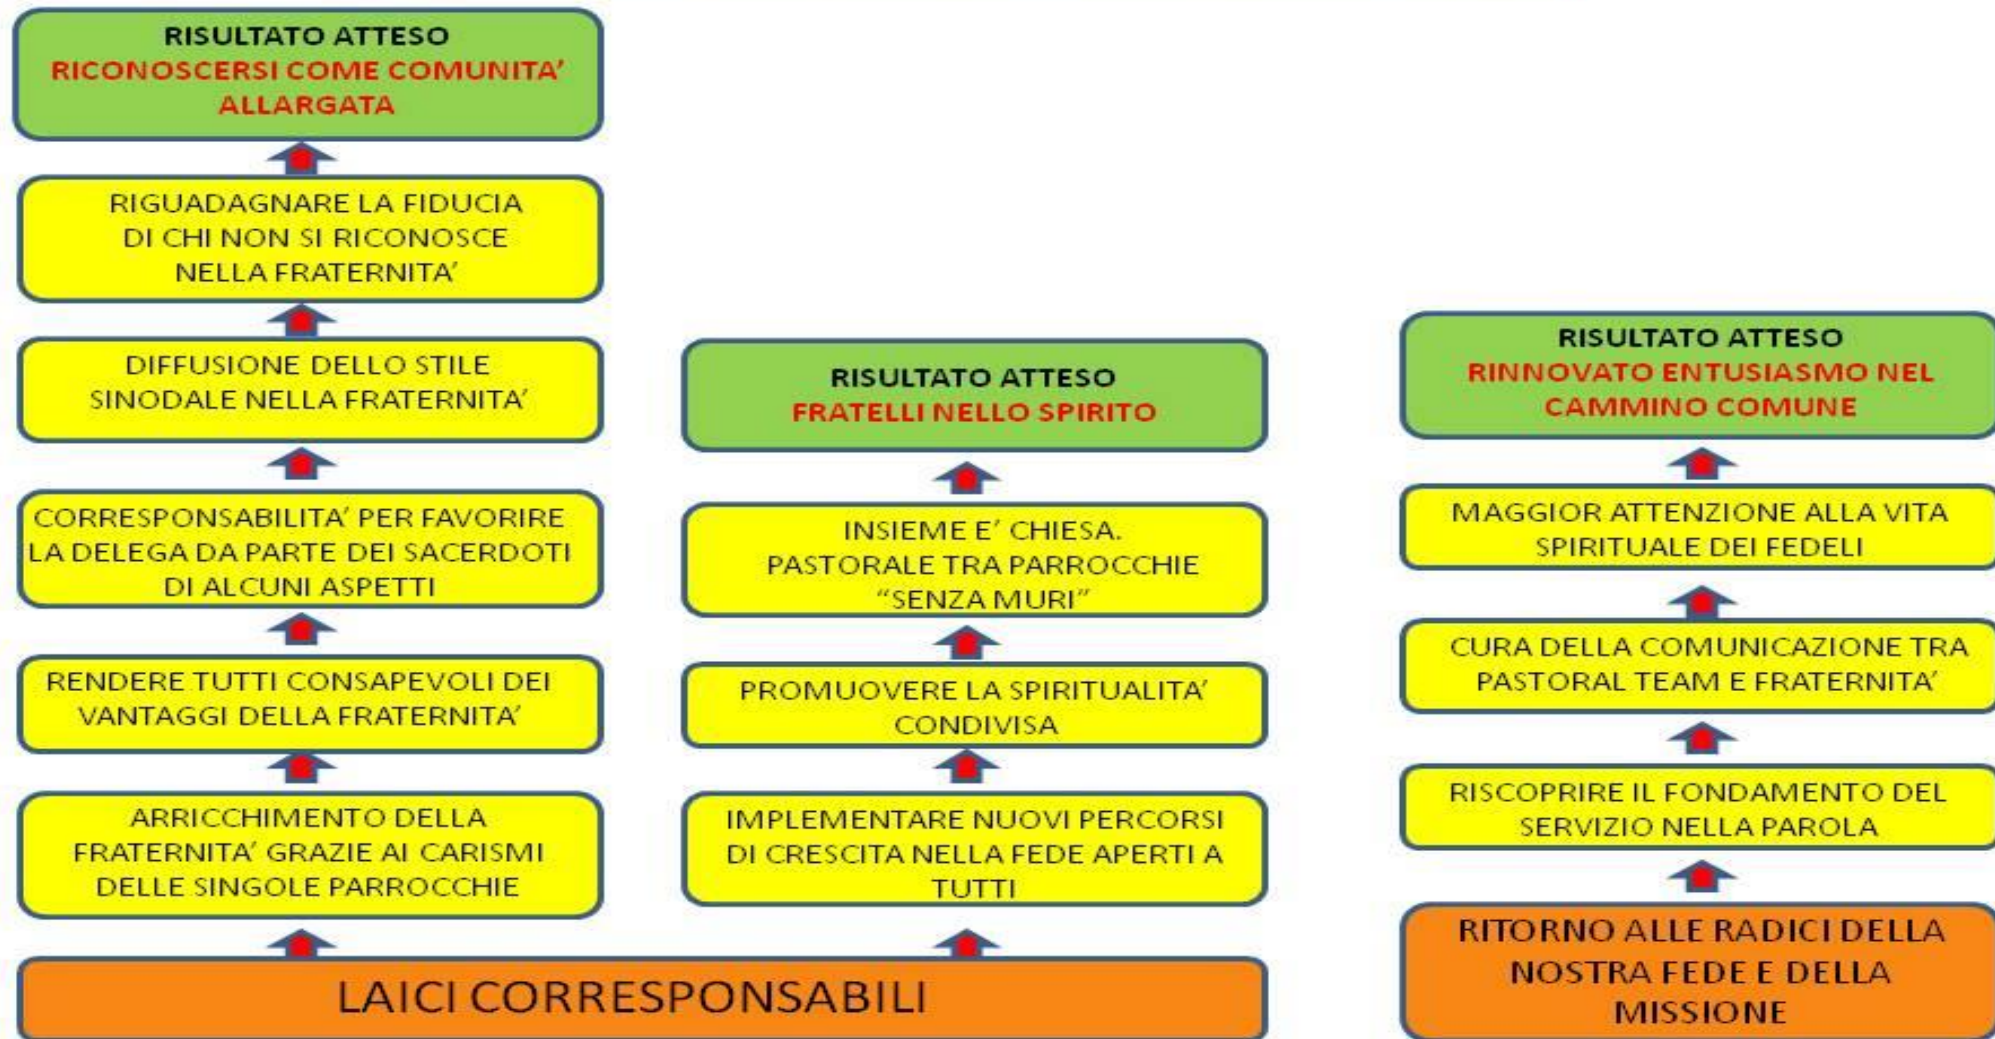 RISULTATO ATTESO
RICONOSCERSI COME COMUNITA’
ALLARGATA
RIGUADAGNARE LA FIDUCIA
DI CHI NON SI RICONOSCE
NELLA FRATERNITA’
DIFFUSIONE DELLO STILE
SINODALE NELLA FRATERNITA’
CORRESPONSABILITA’ PER FAVORIRE
LA DELEGA DA PARTE DEI SACERDOTI
DI ALCUNI ASPETTI
RENDERE TUTTI CONSAPEVOLI DEI
VANTAGGI DELLA FRATERNITA’
ARRICCHIMENTO DELLA
FRATERNITA’ GRAZIE AI CARISMI
DELLE SINGOLE PARROCCHIE
RISULTATO ATTESO
FRATELLI NELLO SPIRITO
INSIEME E’ CHIESA.
PASTORALE TRA PARROCCHIE
“SENZA MURI”
PROMUOVERE LA SPIRITUALITA’
CONDIVISA
IMPLEMENTARE NUOVI PERCORSI
DI CRESCITA NELLA FEDE APERTI A
TUTTI
LAICI CORRESPONSABILI
RISULTATO ATTESO
RINNOVATO ENTUSIASMO NEL
CAMMINO COMUNE
MAGGIOR ATTENZIONE ALLA VITA
SPIRITUALE DEI FEDELI
CURA DELLA COMUNICAZIONE TRA
PASTORAL TEAM E FRATERNITA’
RISCOPRIRE IL FONDAMENTO DEL
SERVIZIO NELLA PAROLA
RITORNO ALLE RADICI DELLA
NOSTRA FEDE E DELLA
MISSIONE